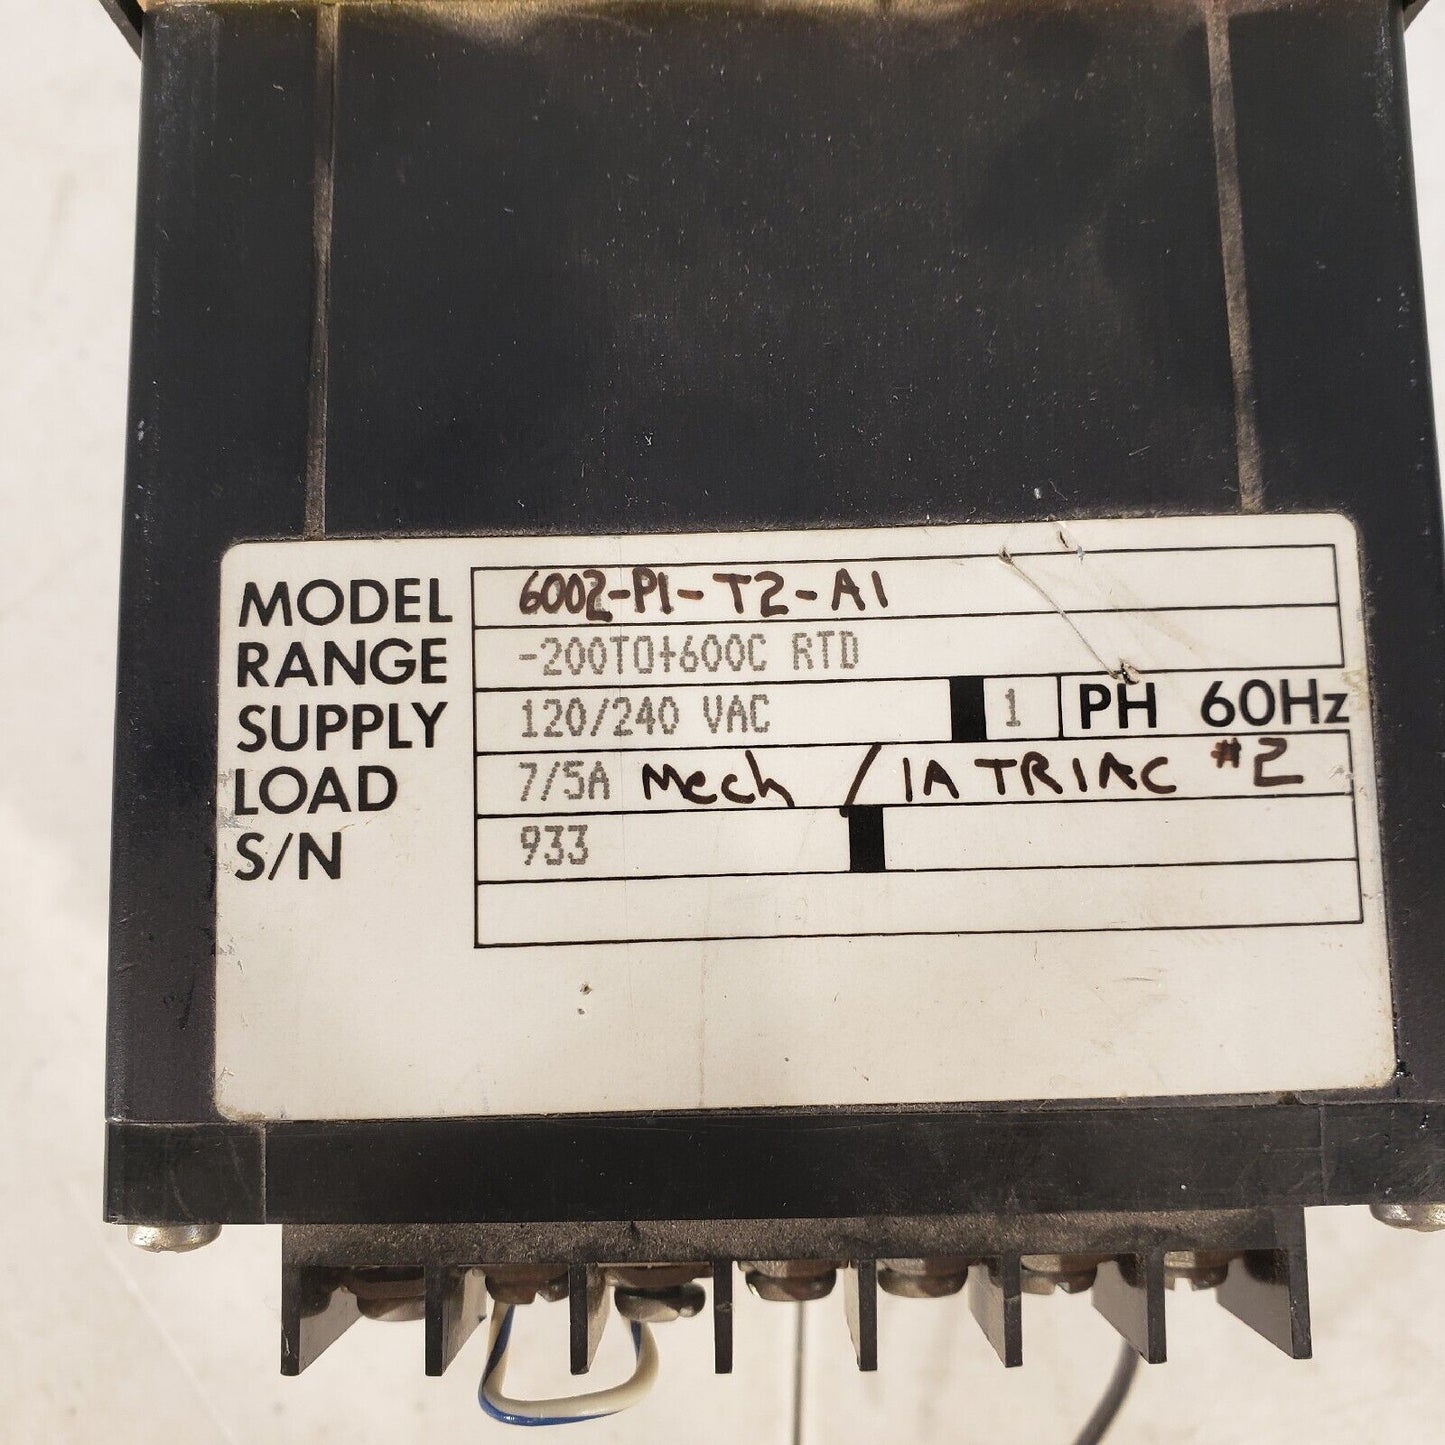 MODEL 6002-P1-T2-A1
RANGE -200TO+600C RTD
SUPPLY 120/240 VAC 1 PH 60Hz
LOAD 7/5A Mech / 1A TRIAC #2
S/N 933